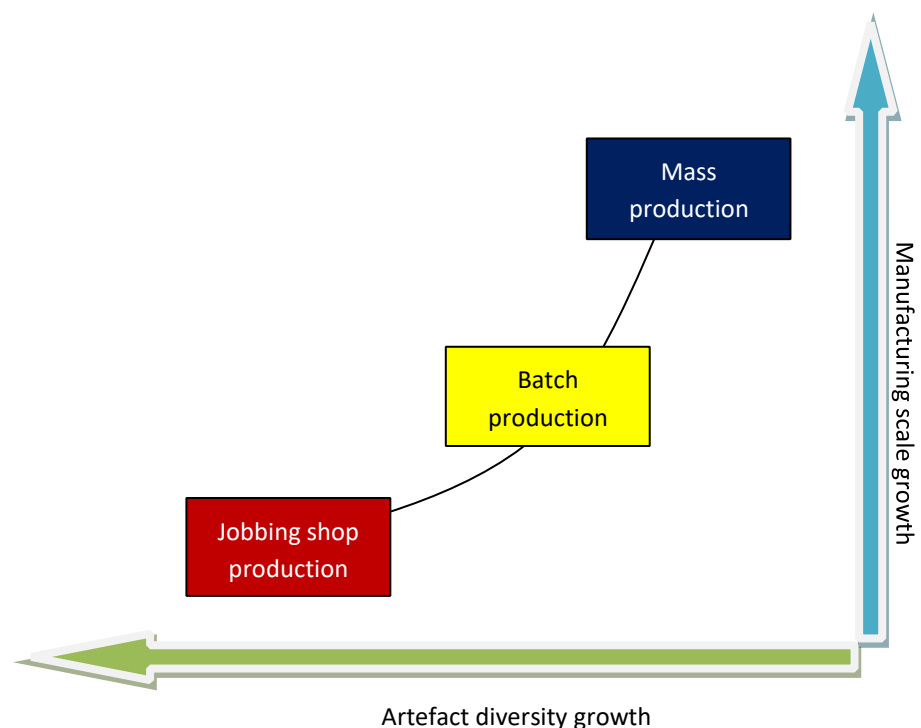 Mass
production
Manufacturing scale growth
Batch
production
Jobbing shop
production
Artefact diversity growth